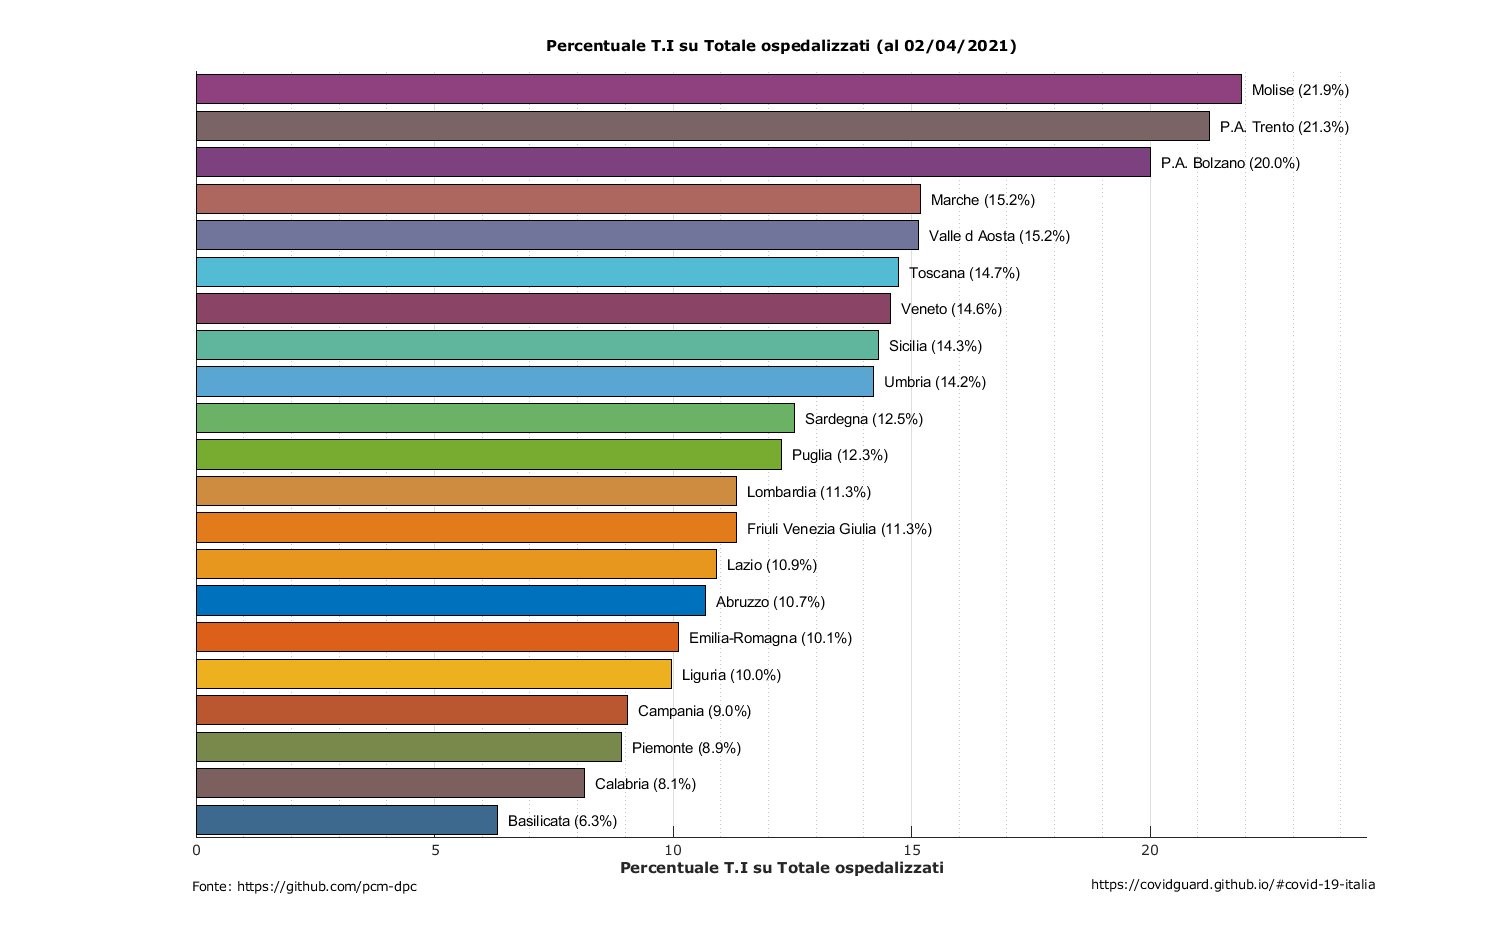 Percentuale T.I su Totale ospedalizzati (al 02/04/2021)
Molise (21.9%)
P.A. Trento (21.3%)
P.A. Bolzano (20.0%)
Marche (15.2%)
Valle d Aosta (15.2%)
Toscana (14.7%)
Veneto (14.6%)
Sicilia (14.3%)
Umbria (14.2%)
Sardegna (12.5%)
Puglia (12.3%)
Lombardia (11.3%)
Friuli Venezia Giulia (11.3%)
Lazio (10.9%)
Abruzzo (10.7%)
Emilia-Romagna (10.1%)
Liguria (10.0%)
Campania (9.0%)
Piemonte (8.9%)
Calabria (8.1%)
Basilicata (6.3%)
0 5 10 15 20
Percentuale T.I su Totale ospedalizzati
Fonte: https://github.com/pcm-dpc
https://covidguard.github.io/#covid-19-italia